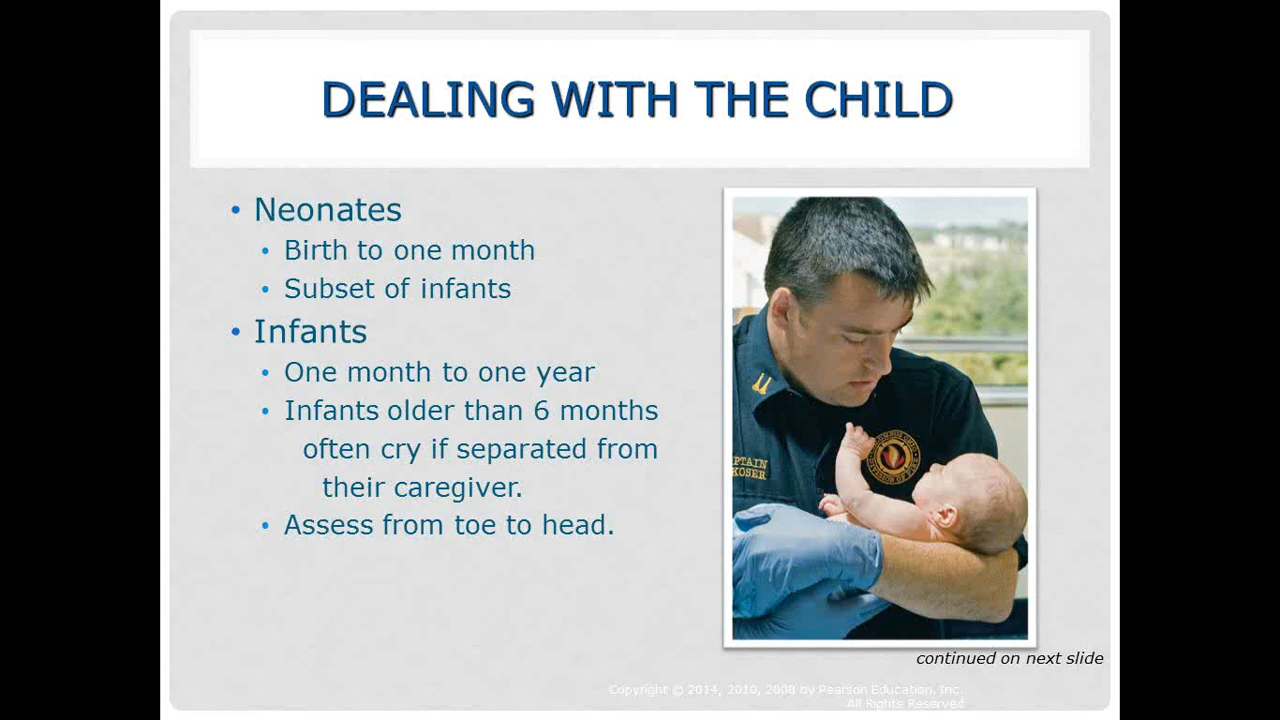 DEALING WITH THE CHILD
• Neonates
• Birth to one month
• Subset of infants
• Infants
• One month to one year
• Infants older than 6 months
often cry if separated from
their caregiver.
• Assess from toe to head.
PTAIN
KOSER
continued on next slide
Copyright © 2014, 2010, 2008 by Pearson Education, Inc.
All Rights Reserved